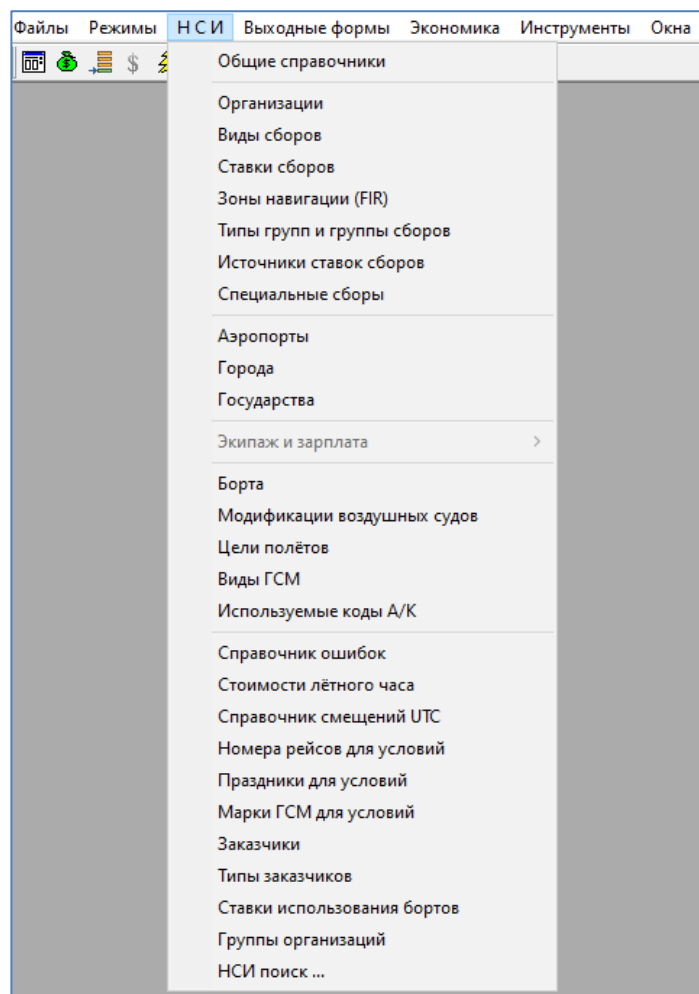 Файлы Режимы Н С И Выходные формы Экономика Инструменты Окна
Общие справочники
Организации
Виды сборов
Ставки сборов
Зоны навигации (FIR)
Типы групп и группы сборов
Источники ставок сборов
Специальные сборы
Аэропорты
Города
Государства
Экипаж и зарплата
Борта
Модификации воздушных судов
Цели полётов
Виды ГСМ
Используемые коды А/К
Справочник ошибок
Стоимости лётного часа
Справочник смещений UTC
Номера рейсов для условий
Праздники для условий
Марки ГСМ для условий
Заказчики
Типы заказчиков
Ставки использования бортов
Группы организаций
НСИ поиск ...